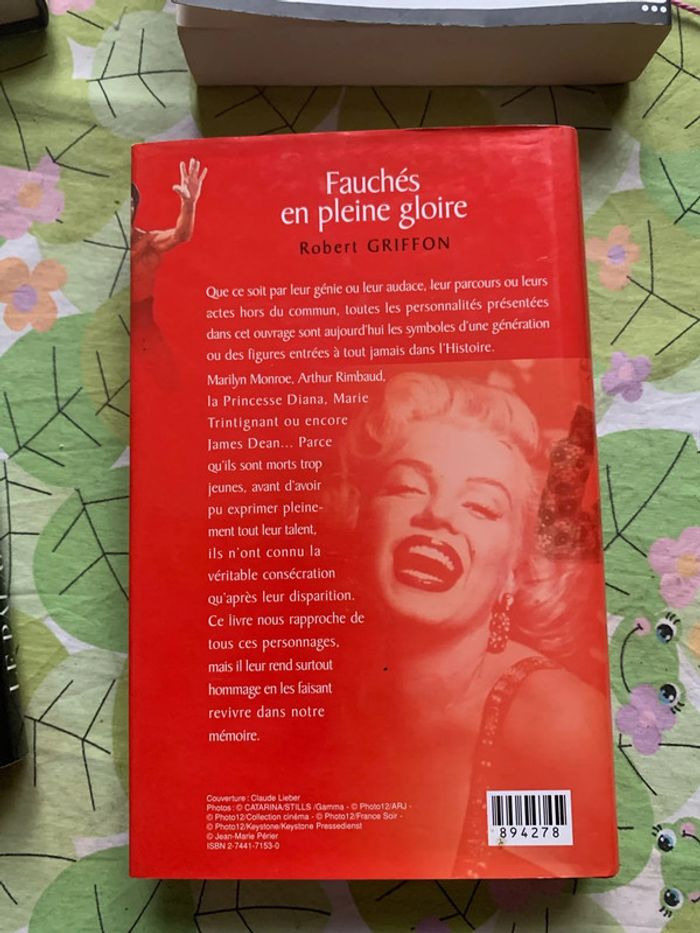 Fauchés
en pleine gloire
Robert GRIFFON
Que ce soit par leur génie ou leur audace, leur parcours ou leurs
actes hors du commun, toutes les personnalités présentées
dans cet ouvrage sont aujourd'hui les symboles d'une génération
ou des figures entrées à tout jamais dans l'Histoire.
Marilyn Monroe, Arthur Rimbaud,
la Princesse Diana, Marie
Trintignant ou encore
James Dean... Parce
qu'ils sont morts trop
jeunes, avant d'avoir
pu exprimer pleine-
ment tout leur talent,
ils n'ont connu la
véritable consécration
qu'après leur disparition.
Ce livre nous rapproche de
tous ces personnages,
mais il leur rend surtout
hommage en les faisant
revivre dans notre
mémoire.
Couverture : Claude Lieber
Photos : © CATARINA/STILLS /Gamma - © Photo12/ARJ -
© Photo12/Collection cinéma - © Photo12/France Soir -
© Photo12/Keystone/Keystone Pressedienst
© Jean-Marie Périer
ISBN 2-7441-7153-0
894278